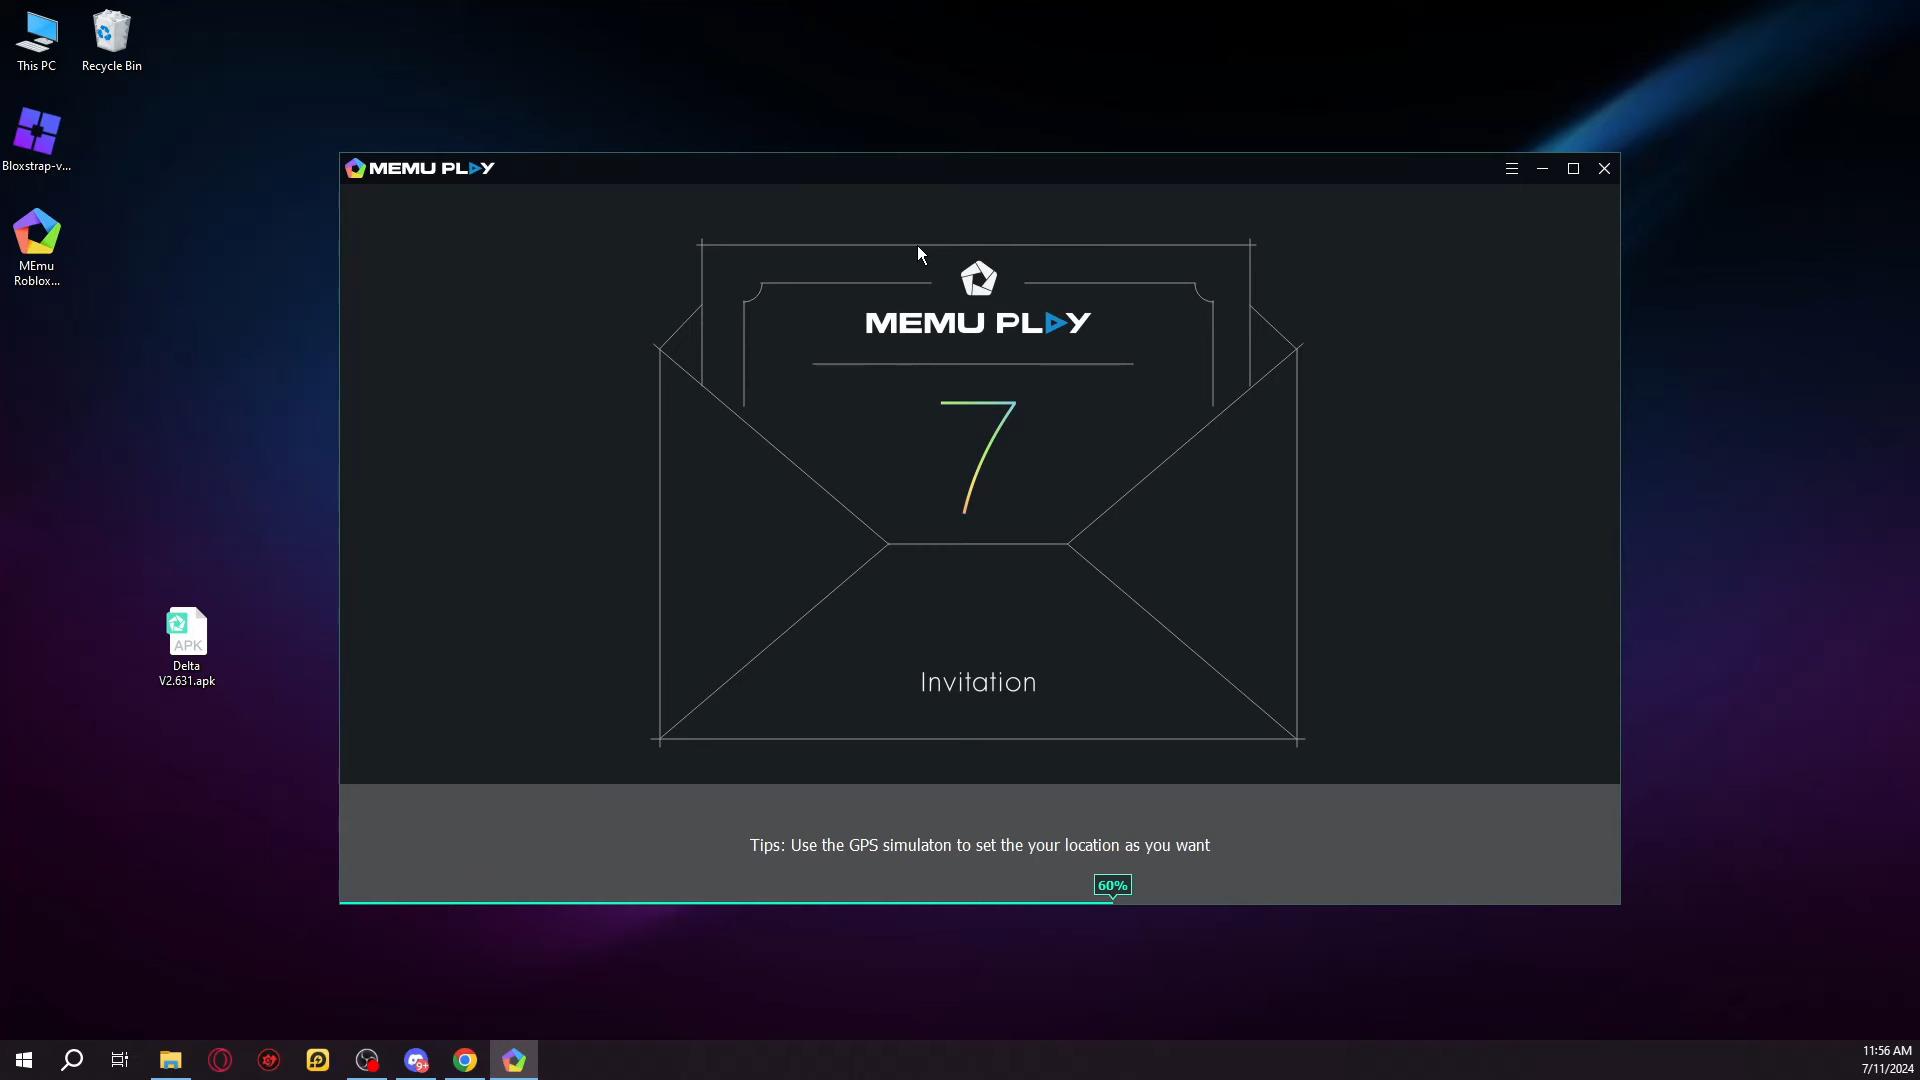 This PC
Recycle Bin
Bloxstrap-v...
MEmu
Roblox...
APK
Delta
V2.631.apk
MEMU PLAY
MEMU PLAY
7
Invitation
Tips: Use the GPS simulaton to set the your location as you want
60%
9+
11:56 AM
7/11/2024